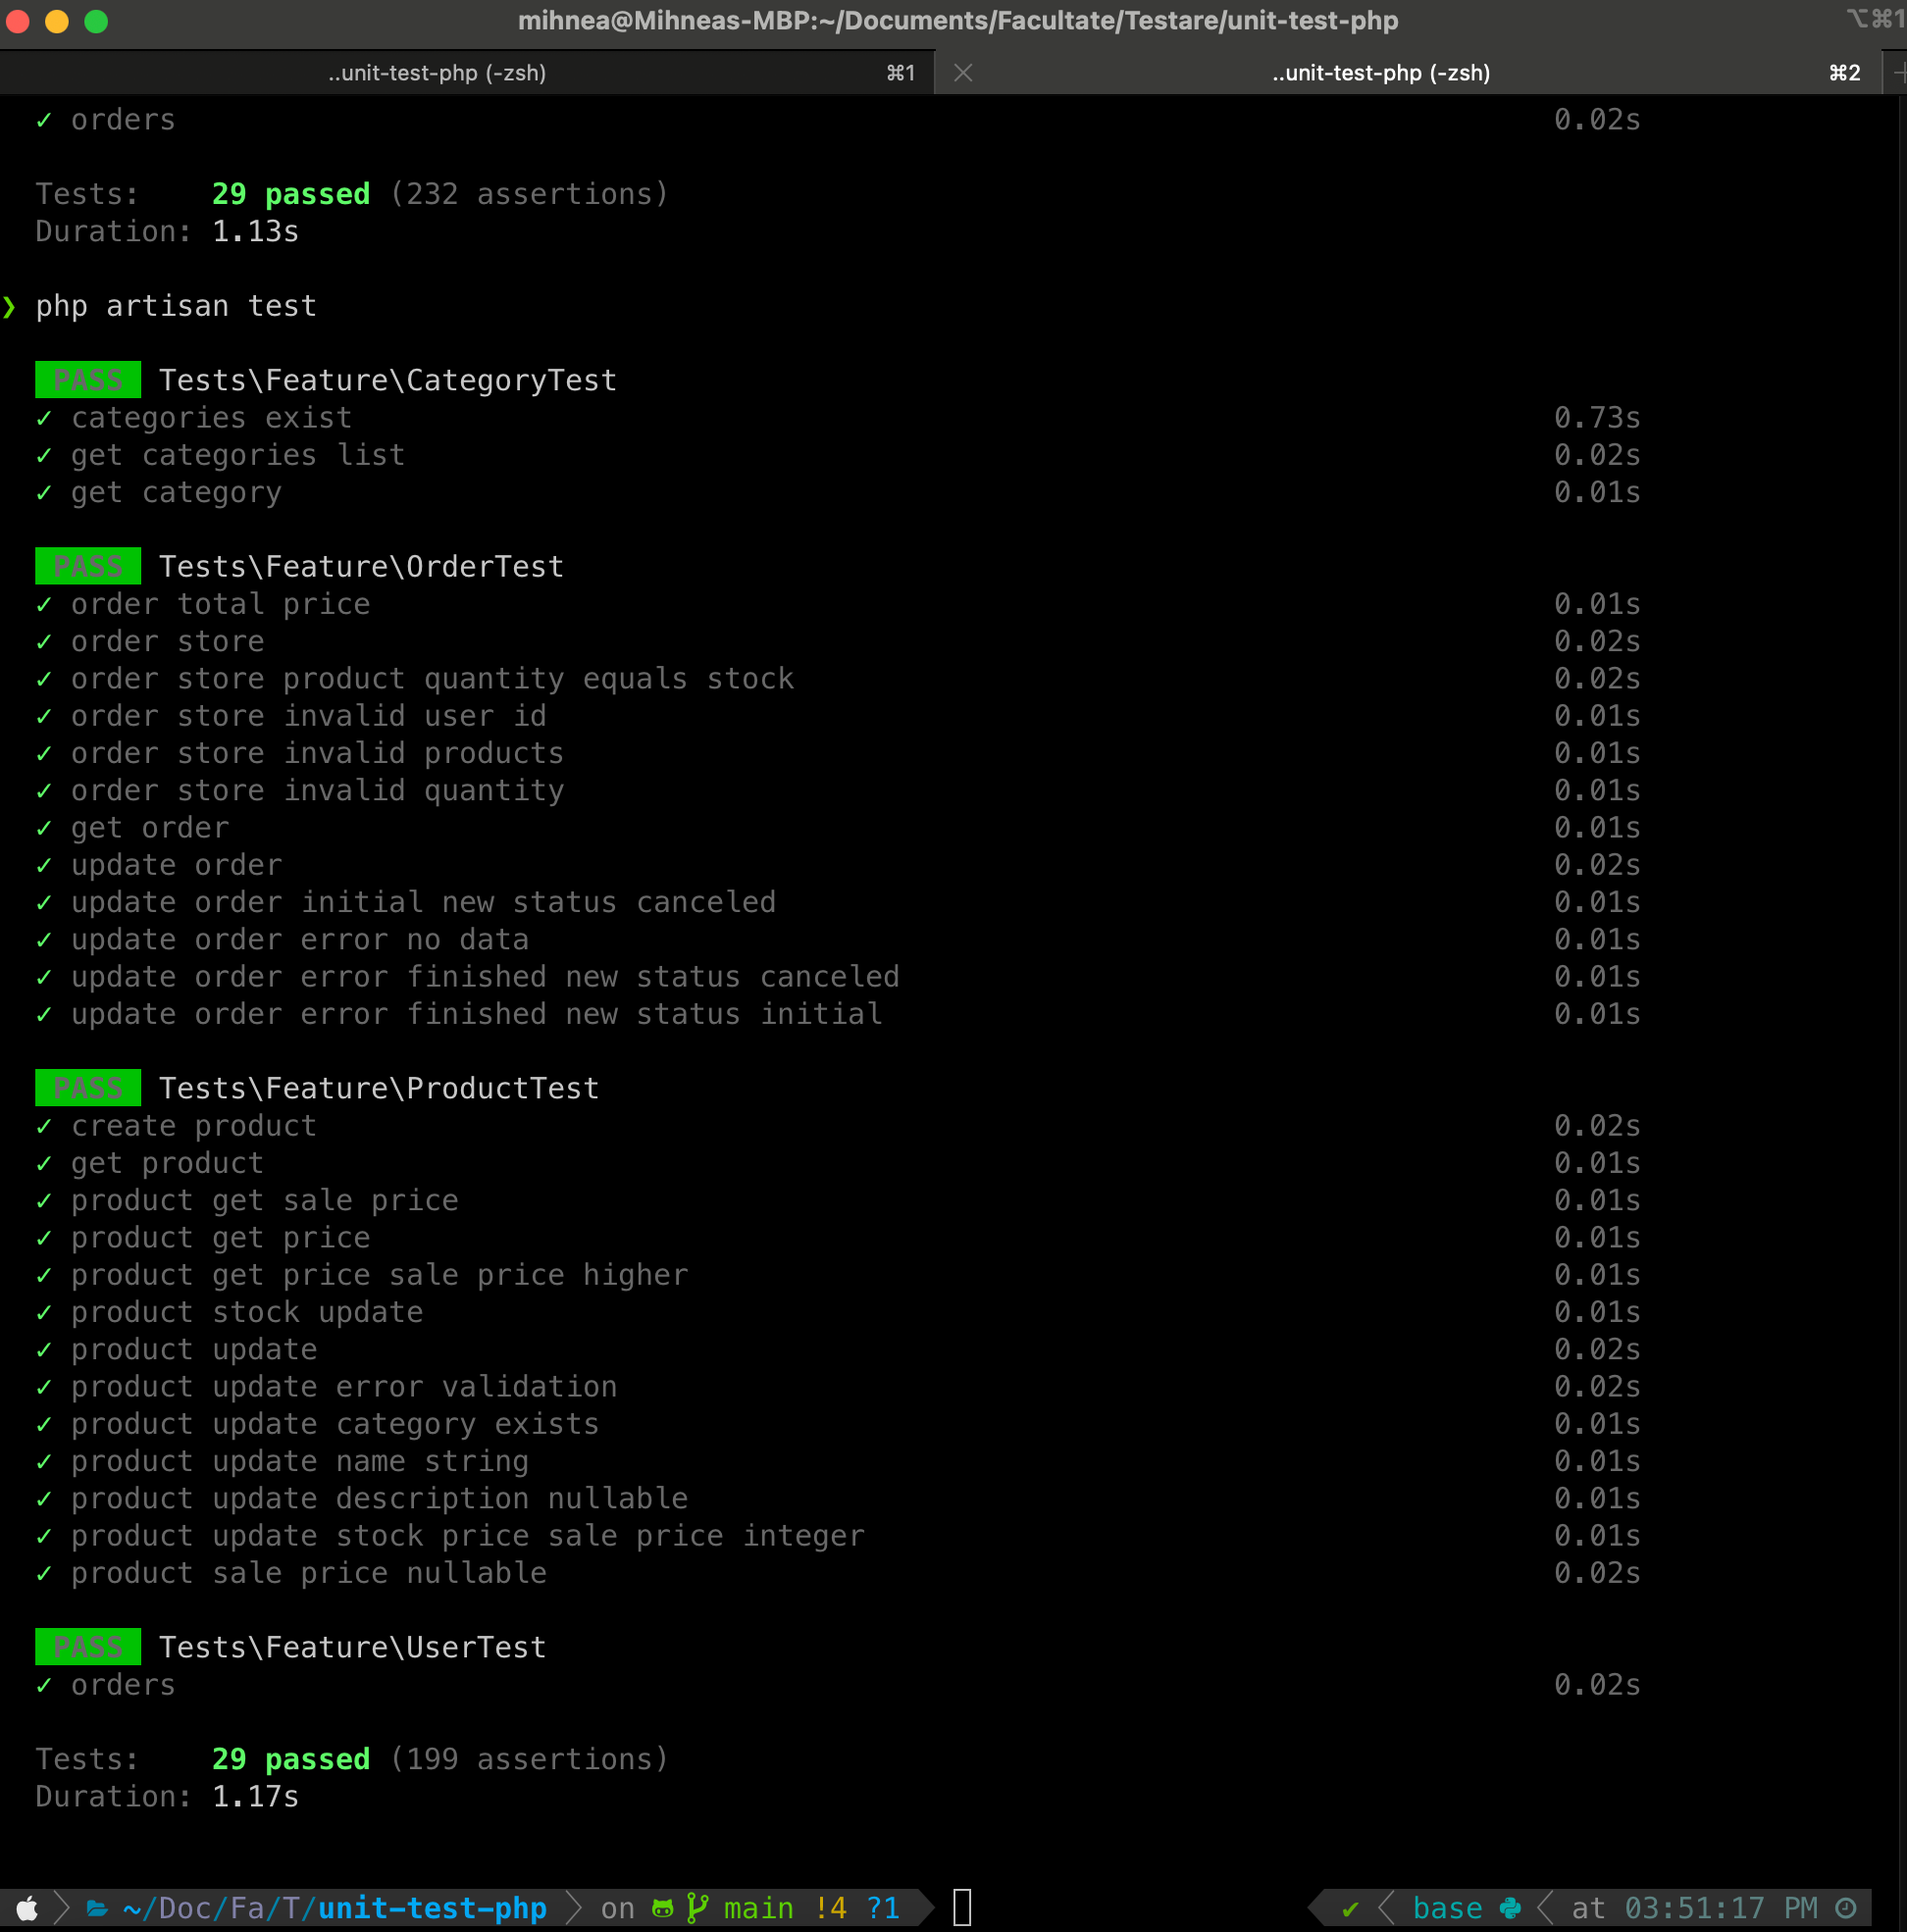 mihnea@Mihneas-MBP:~/Documents/Facultate/Testare/unit-test-php ⌥⌘1
..unit-test-php (-zsh) ⌘1 ..unit-test-php (-zsh) ⌘2
✓ orders 0.02s
Tests: 29 passed (232 assertions)
Duration: 1.13s
❯ php artisan test
PASS Tests\Feature\CategoryTest
✓ categories exist 0.73s
✓ get categories list 0.02s
✓ get category 0.01s
PASS Tests\Feature\OrderTest
✓ order total price 0.01s
✓ order store 0.02s
✓ order store product quantity equals stock 0.02s
✓ order store invalid user id 0.01s
✓ order store invalid products 0.01s
✓ order store invalid quantity 0.01s
✓ get order 0.01s
✓ update order 0.02s
✓ update order initial new status canceled 0.01s
✓ update order error no data 0.01s
✓ update order error finished new status canceled 0.01s
✓ update order error finished new status initial 0.01s
PASS Tests\Feature\ProductTest
✓ create product 0.02s
✓ get product 0.01s
✓ product get sale price 0.01s
✓ product get price 0.01s
✓ product get price sale price higher 0.01s
✓ product stock update 0.01s
✓ product update 0.02s
✓ product update error validation 0.02s
✓ product update category exists 0.01s
✓ product update name string 0.01s
✓ product update description nullable 0.01s
✓ product update stock price sale price integer 0.01s
✓ product sale price nullable 0.02s
PASS Tests\Feature\UserTest
✓ orders 0.02s
Tests: 29 passed (199 assertions)
Duration: 1.17s
~/Doc/Fa/T/unit-test-php on main !4 ?1 ✔ base at 03:51:17 PM